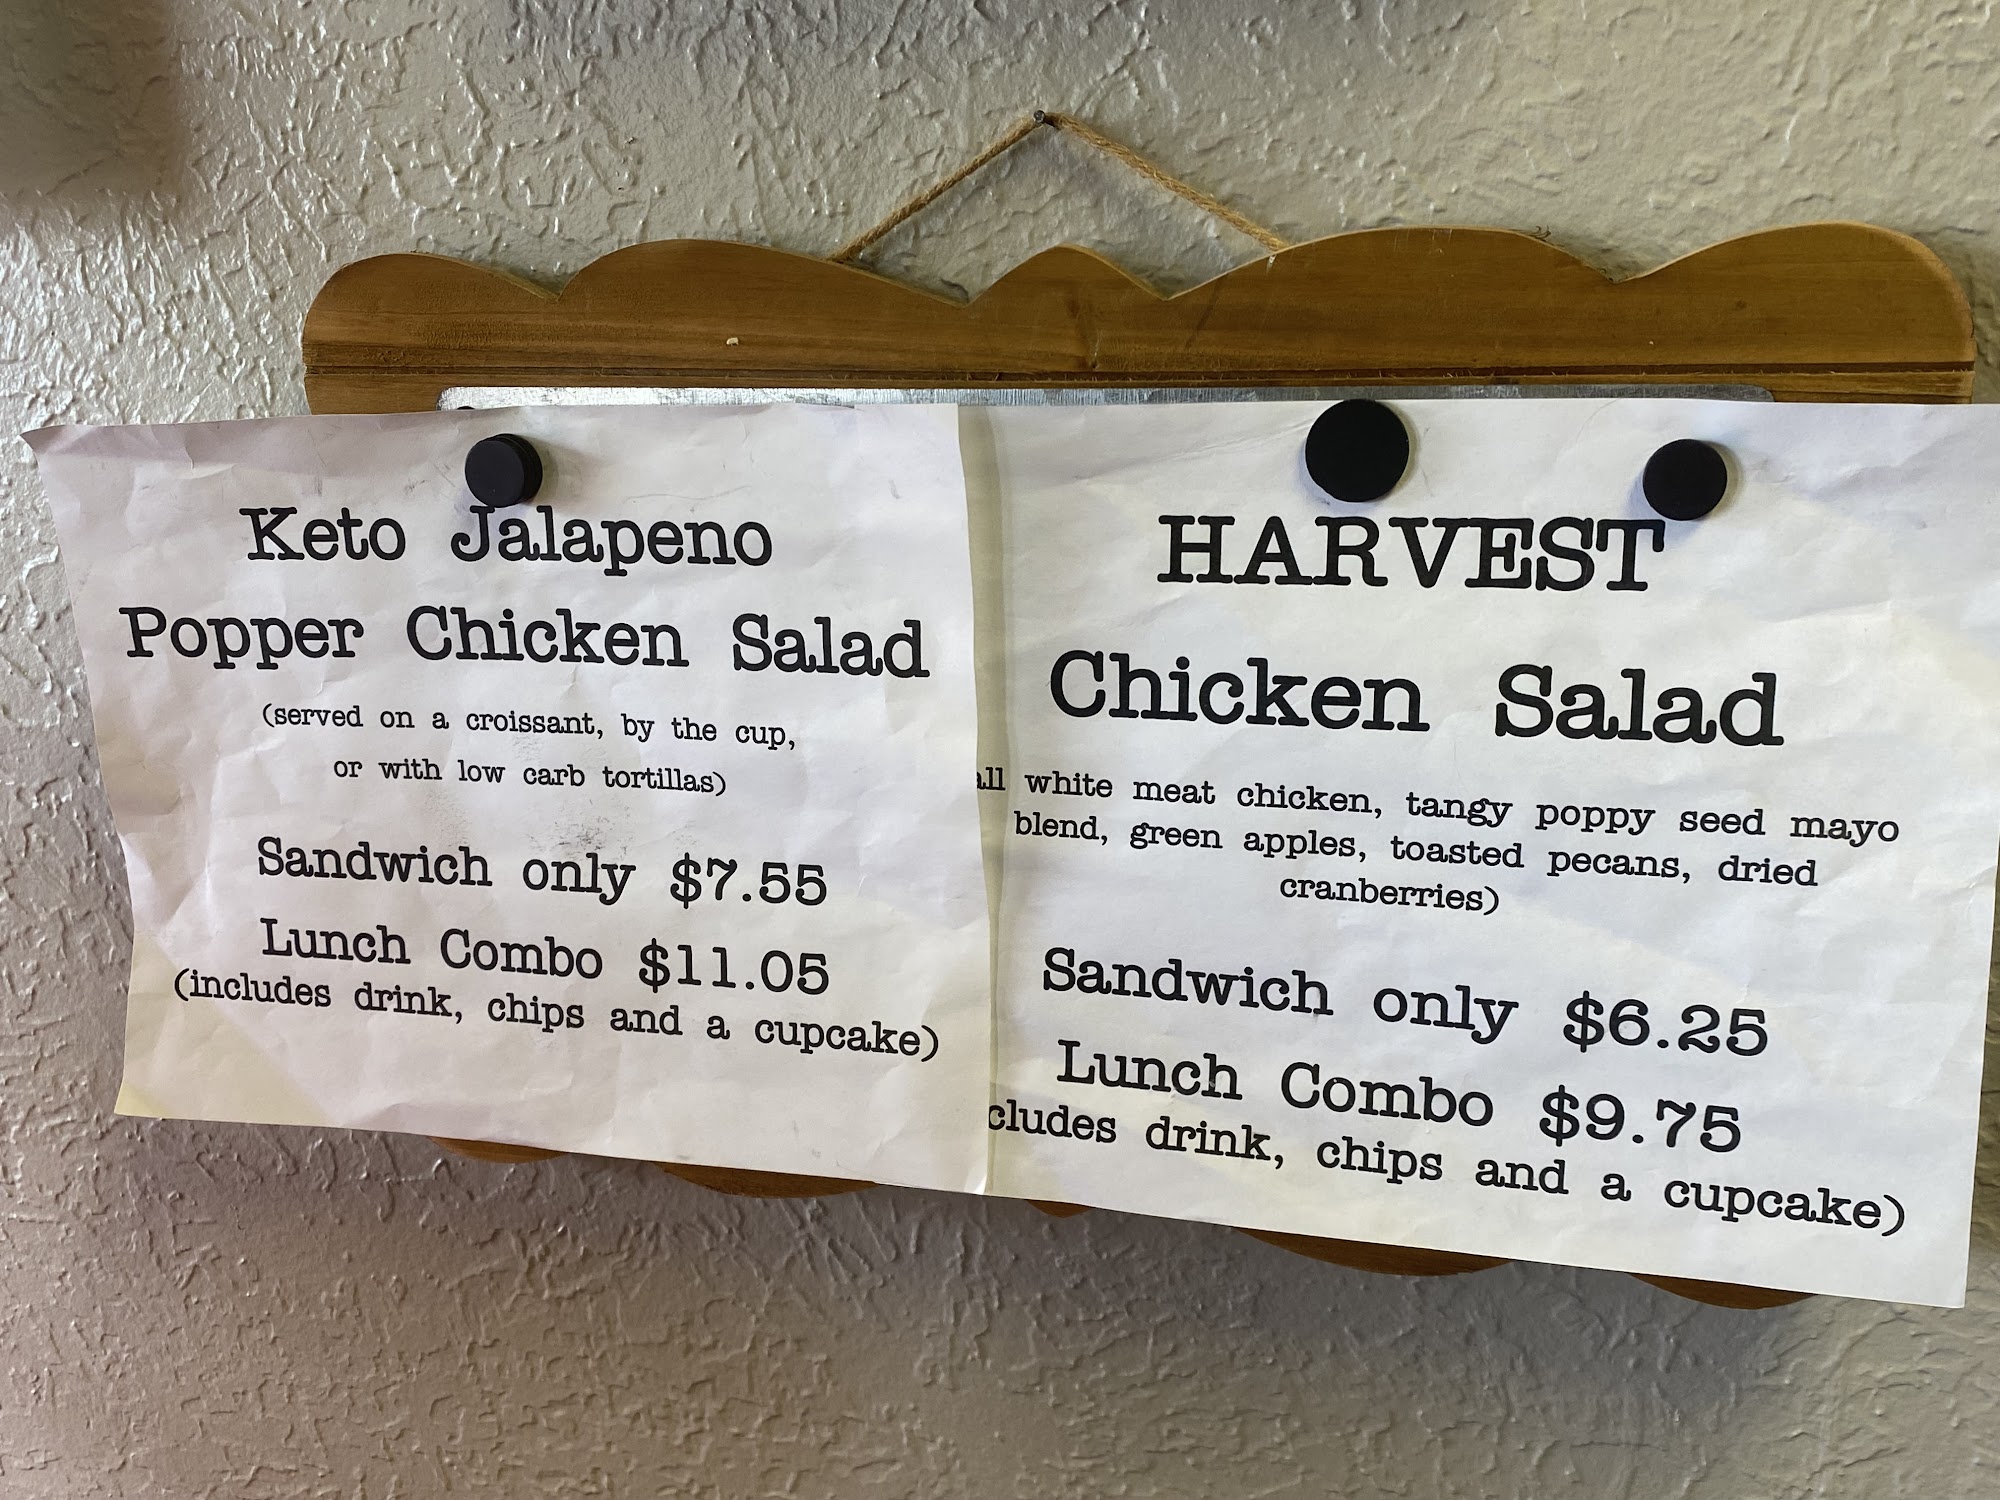 Keto Jalapeno
Popper Chicken Salad
(served on a croissant, by the cup,
or with low carb tortillas)
Sandwich only $7.55
Lunch Combo $11.05
(includes drink, chips and a cupcake)
HARVEST
Chicken Salad
all white meat chicken, tangy poppy seed mayo
blend, green apples, toasted pecans, dried
cranberries)
Sandwich only $6.25
Lunch Combo $9.75
cludes drink, chips and a cupcake)